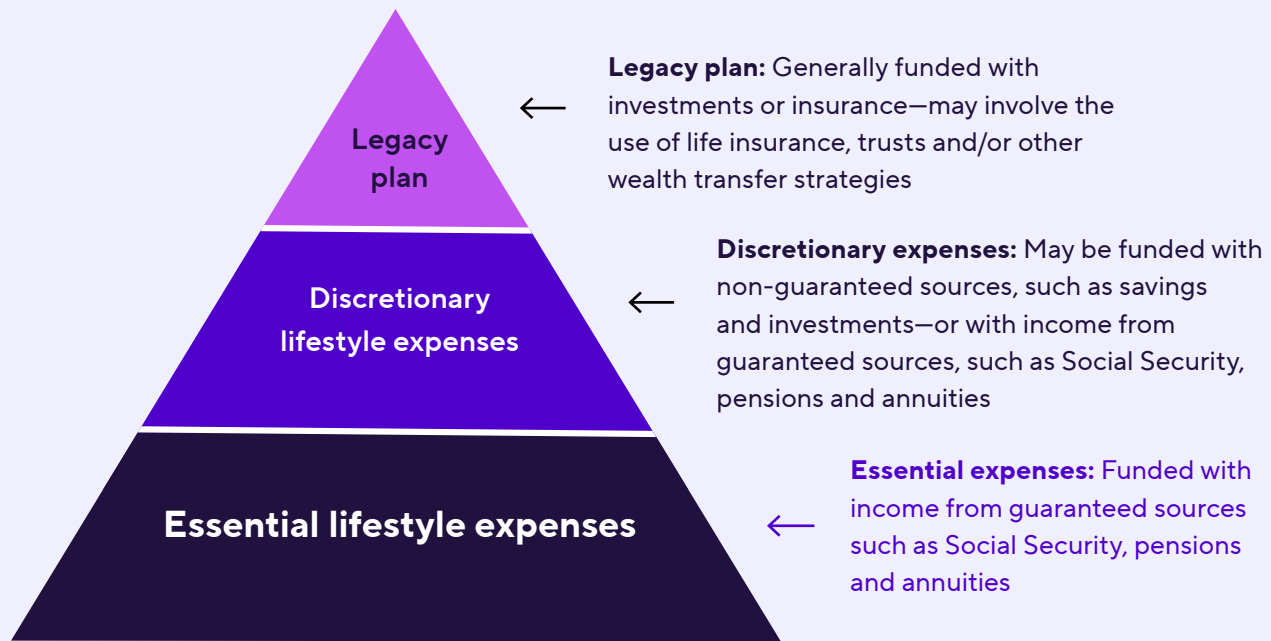 Legacy
plan
Legacy plan: Generally funded with
investments or insurance—may involve the
use of life insurance, trusts and/or other
wealth transfer strategies
Discretionary
lifestyle expenses
Discretionary expenses: May be funded with
non-guaranteed sources, such as savings
and investments—or with income from
guaranteed sources, such as Social Security,
pensions and annuities
Essential lifestyle expenses
Essential expenses: Funded with
income from guaranteed sources
such as Social Security, pensions
and annuities